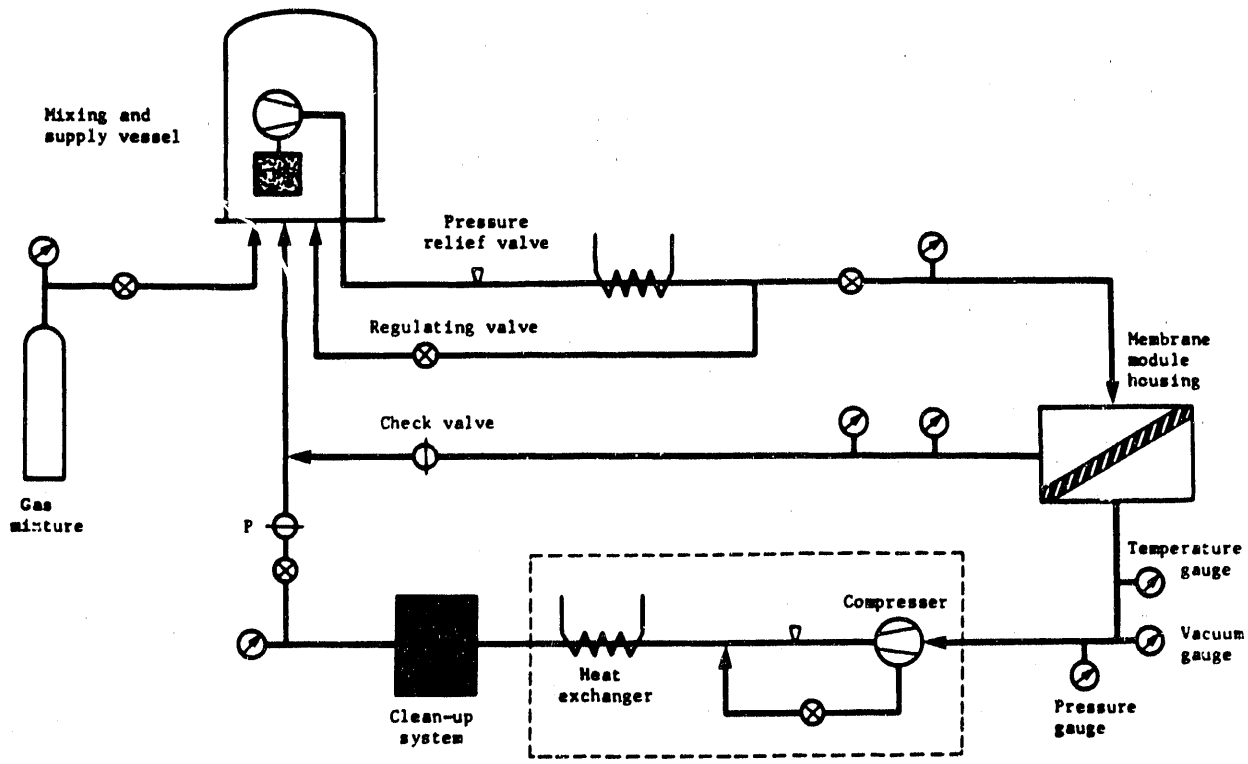 Mixing and
supply vessel
Pressure
relief valve
Regulating valve
Membrane
module
housing
Check valve
Gas
mixture
P
Temperature
gauge
Compresser
Vacuum
gauge
Heat
exchanger
Pressure
gauge
Clean-up
system